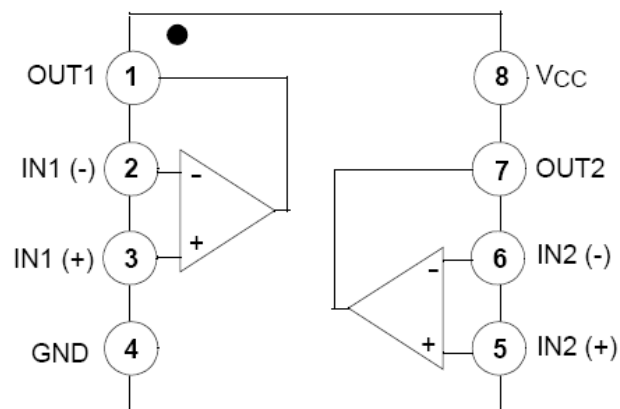 OUT1 1
8 VCC
IN1 (-) 2 -
7 OUT2
IN1 (+) 3 +
- 6 IN2 (-)
GND 4
+ 5 IN2 (+)